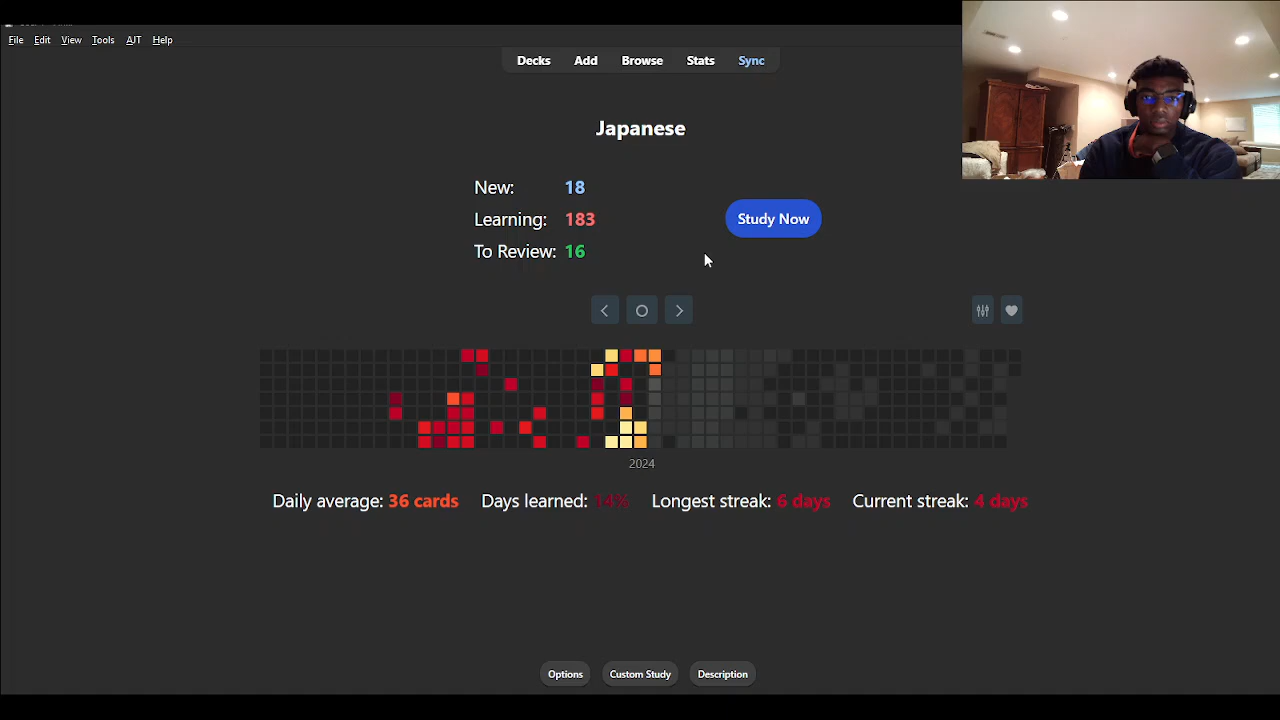 File Edit View Tools AJT Help
Decks Add Browse Stats Sync
Japanese
New: 18
Learning: 183
Study Now
To Review: 16
2024
Daily average: 36 cards Days learned: 14% Longest streak: 6 days Current streak: 4 days
Options Custom Study Description